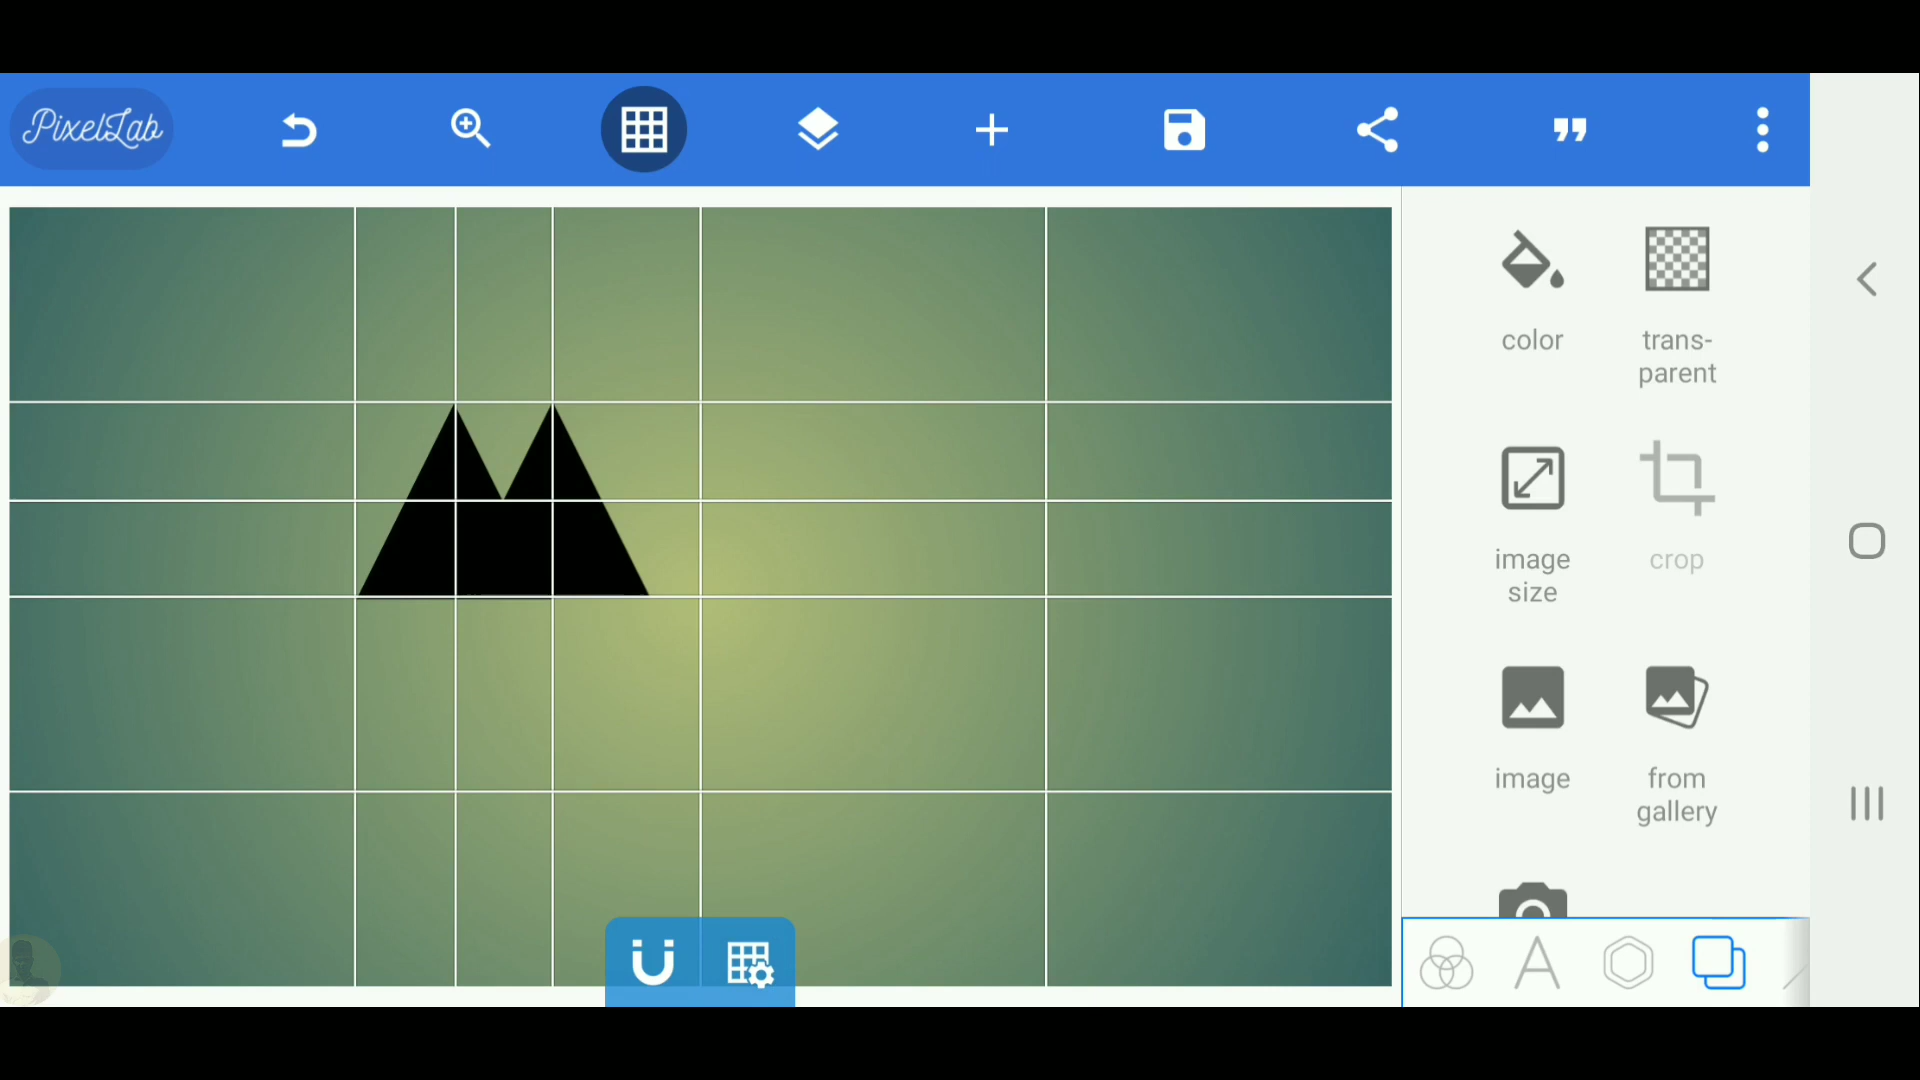 PixelLab
color
trans-
parent
image
size
crop
image
from
gallery